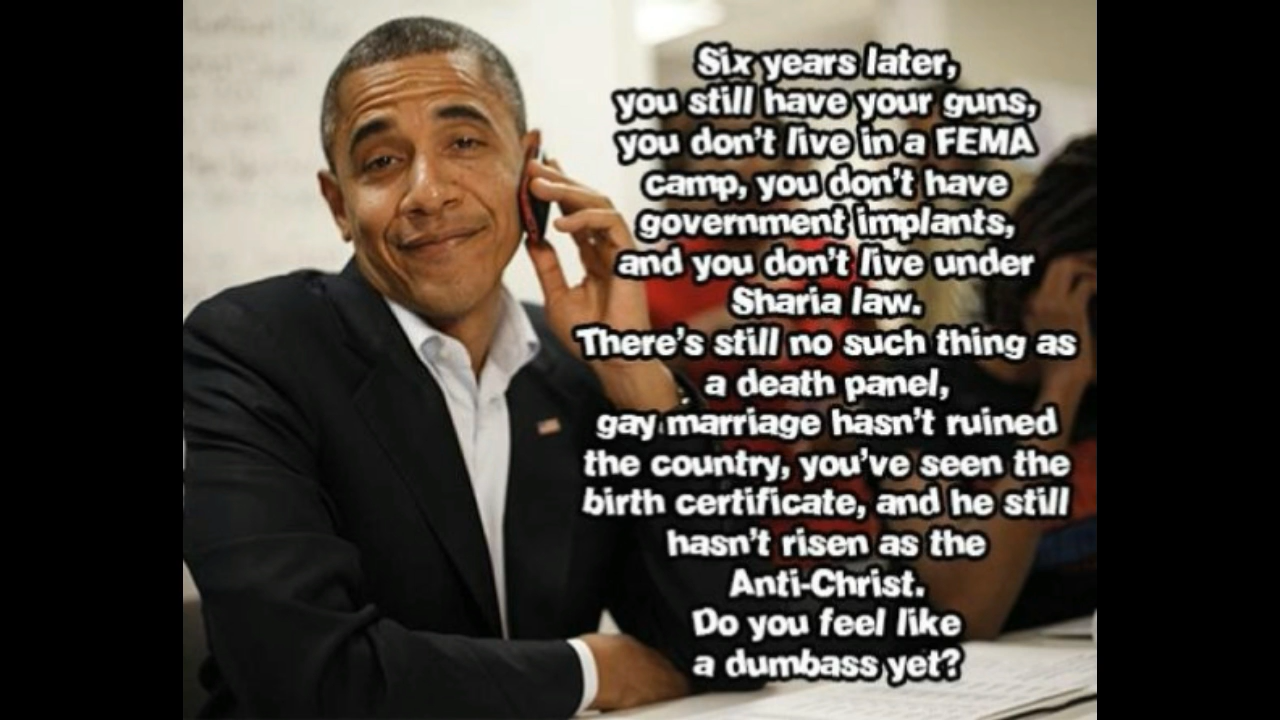 Six years later,
you still have your guns,
you don't live in a FEMA
camp, you don't have
government implants,
and you don't live under
Sharia law.
There's still no such thing as
a death panel,
gay marriage hasn't ruined
the country, you've seen the
birth certificate, and he still
hasn't risen as the
Anti-Christ.
Do you feel like
a dumbass yet?